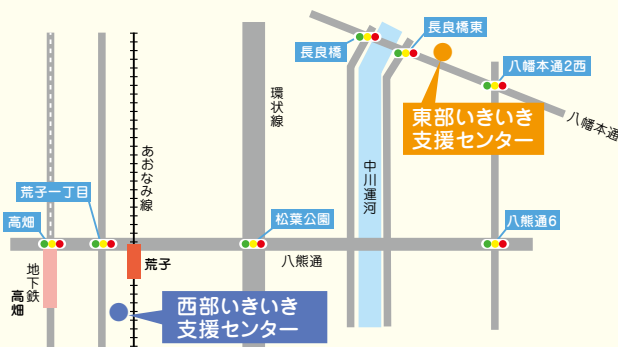 長良橋東
長良橋
八幡本通2西
環状線
東部いきいき
支援センター
八幡本通
あおなみ線
中川運河
荒子一丁目
高畑
松葉公園
八熊通6
八熊通
荒子
地下鉄
高畑
西部いきいき
支援センター